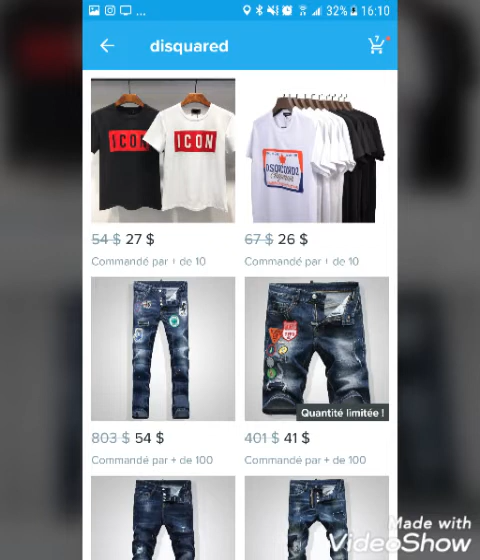 ... 32% 16:10
disquared
7
ICON
ICON
54 $ 27 $
67 $ 26 $
Commandé par + de 10
Commandé par + de 10
Quantité limitée !
803 $ 54 $
401 $ 41 $
Commandé par + de 100
Commandé par + de 100
Made with
VideoShow